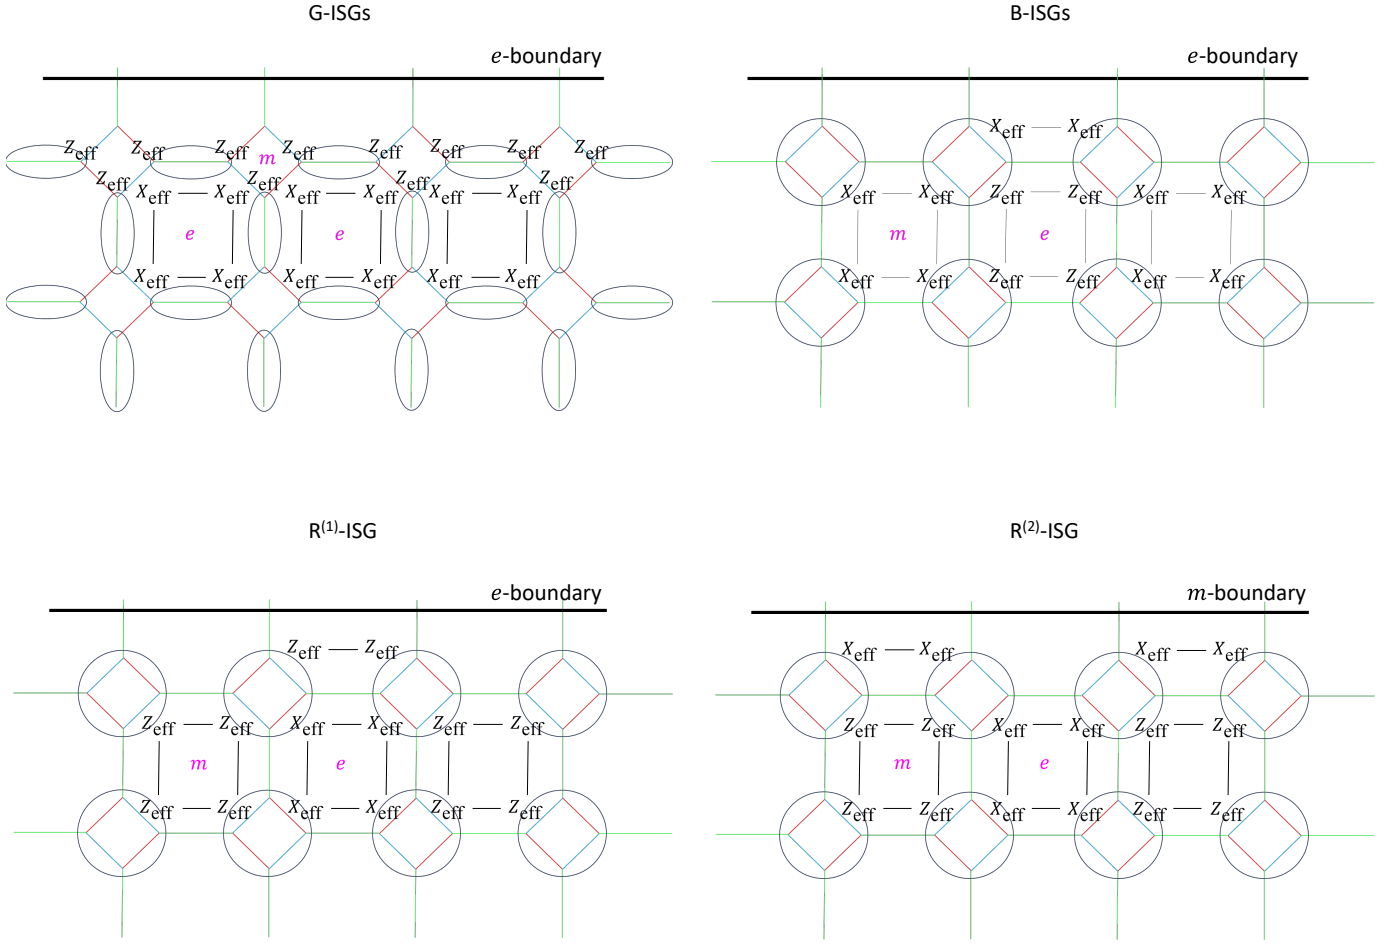 G-ISGs
B-ISGs
e-boundary
e-boundary
X_eff X_eff
Z_eff Z_eff Z_eff m Z_eff Z_eff Z_eff Z_eff Z_eff
Z_eff Z_eff Z_eff Z_eff
X_eff X_eff X_eff X_eff X_eff X_eff
X_eff X_eff Z_eff Z_eff X_eff X_eff
e e
m e
X_eff X_eff X_eff X_eff X_eff X_eff
X_eff X_eff Z_eff Z_eff X_eff X_eff
R(1)-ISG
R(2)-ISG
e-boundary
m-boundary
Z_eff Z_eff
X_eff X_eff X_eff X_eff
Z_eff Z_eff X_eff X_eff Z_eff Z_eff
Z_eff Z_eff X_eff X_eff Z_eff Z_eff
m e
m e
Z_eff Z_eff X_eff X_eff Z_eff Z_eff
Z_eff Z_eff X_eff X_eff Z_eff Z_eff